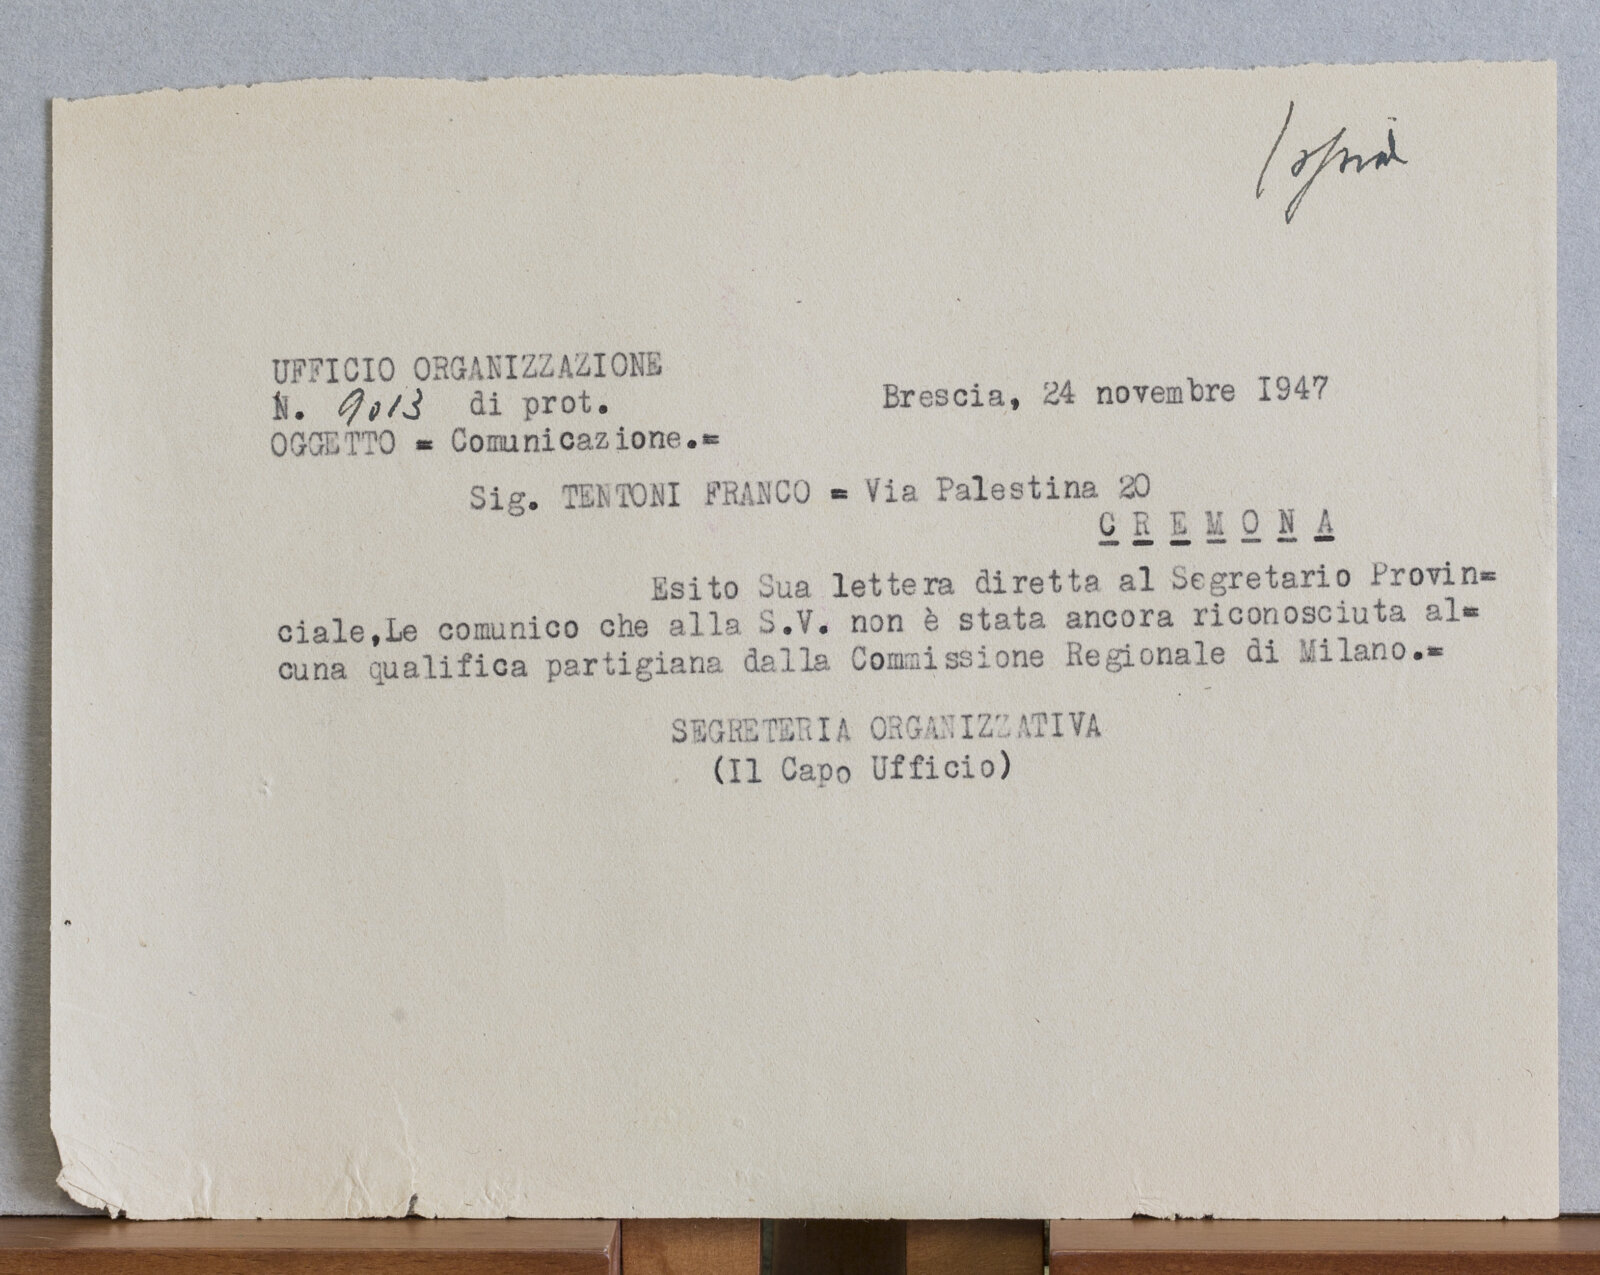 Copia
UFFICIO ORGANIZZAZIONE
N. 9013 di prot.
Brescia, 24 novembre I947
OGGETTO = Comunicazione.=
Sig. TENTONI FRANCO = Via Palestina 20
C R E M O N A
Esito Sua lettera diretta al Segretario Provin=
ciale,Le comunico che alla S.V. non è stata ancora riconosciuta al=
cuna qualifica partigiana dalla Commissione Regionale di Milano.=
SEGRETERIA ORGANIZZATIVA
(Il Capo Ufficio)